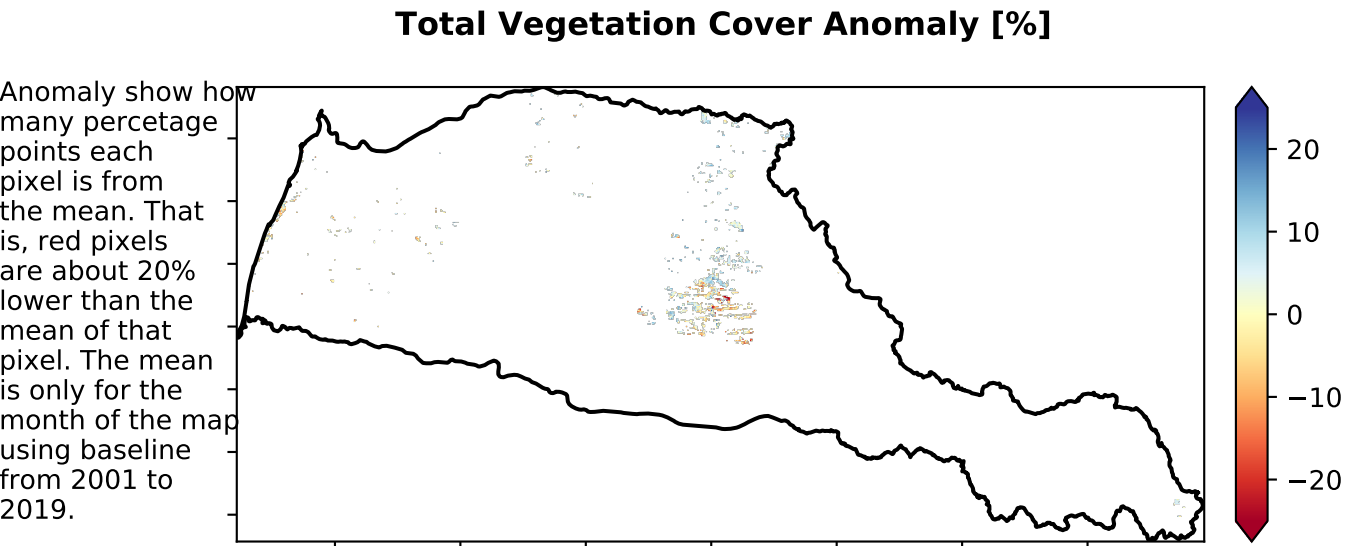 Total Vegetation Cover Anomaly [%]
Anomaly show how
many percetage
points each
pixel is from
the mean. That
is, red pixels
are about 20%
lower than the
mean of that
pixel. The mean
is only for the
month of the map
using baseline
from 2001 to
2019.
20
10
0
−10
−20